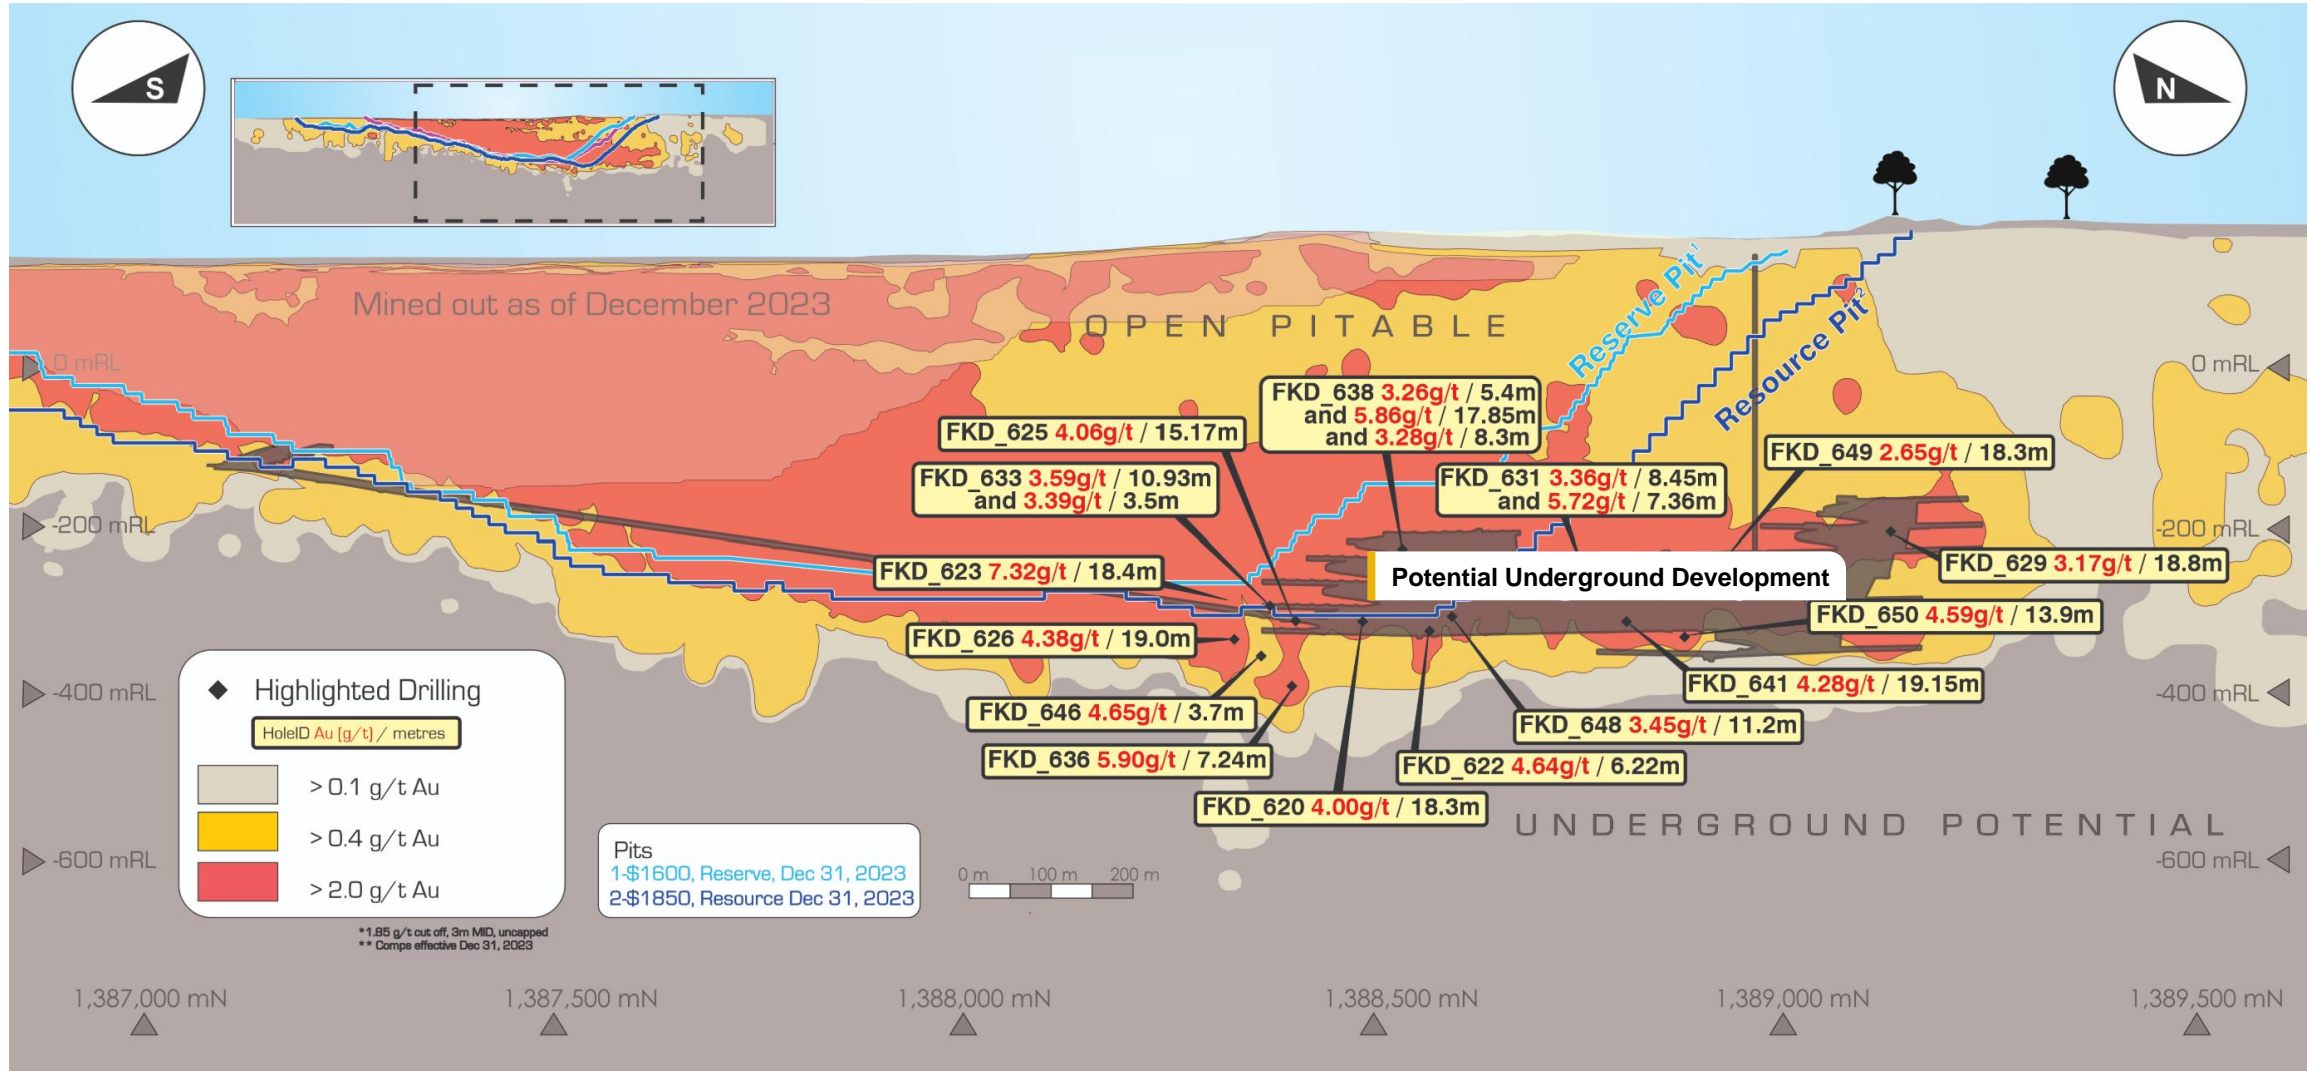 S
N
Mined out as of December 2023
OPEN PITABLE
Reserve Pit¹
Resource Pit²
0 mRL
0 mRL
FKD_638 3.26g/t / 5.4m
and 5.86g/t / 17.85m
and 3.28g/t / 8.3m
FKD_625 4.06g/t / 15.17m
FKD_649 2.65g/t / 18.3m
FKD_633 3.59g/t / 10.93m
and 3.39g/t / 3.5m
FKD_631 3.36g/t / 8.45m
and 5.72g/t / 7.36m
-200 mRL
-200 mRL
FKD_623 7.32g/t / 18.4m
Potential Underground Development
FKD_629 3.17g/t / 18.8m
FKD_650 4.59g/t / 13.9m
FKD_626 4.38g/t / 19.0m
FKD_641 4.28g/t / 19.15m
-400 mRL
-400 mRL
FKD_646 4.65g/t / 3.7m
FKD_648 3.45g/t / 11.2m
FKD_636 5.90g/t / 7.24m
FKD_622 4.64g/t / 6.22m
FKD_620 4.00g/t / 18.3m
UNDERGROUND POTENTIAL
-600 mRL
-600 mRL
Highlighted Drilling
HoleID Au (g/t) / metres
> 0.1 g/t Au
> 0.4 g/t Au
> 2.0 g/t Au
*1.85 g/t cut off, 3m MID, uncapped
** Comps effective Dec 31, 2023
Pits
1-$1600, Reserve, Dec 31, 2023
2-$1850, Resource Dec 31, 2023
0 m 100 m 200 m
1,387,000 mN
1,387,500 mN
1,388,000 mN
1,388,500 mN
1,389,000 mN
1,389,500 mN